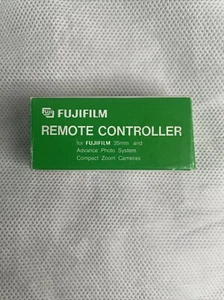 FUJIFILM
REMOTE CONTROLLER
for FUJIFILM 35mm and
Advance Photo System
Compact Zoom Cameras